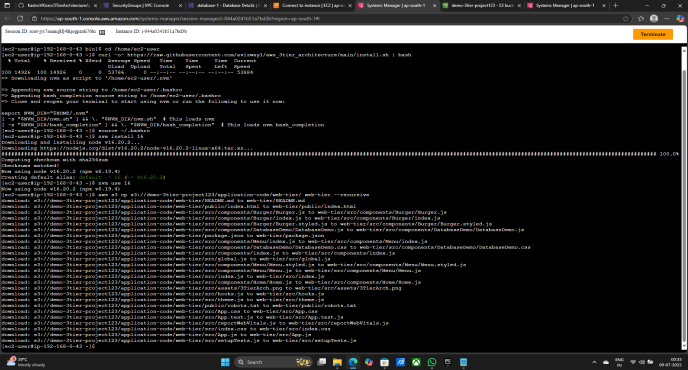 KashmiKiran/3TierArchitecture/
SecurityGroups | VPC Console
database-1 - Database Details |
Connect to instance | EC2 | ap-s
Systems Manager | ap-south-1
demo-3tier-project123 - S3 buc
Systems Manager | ap-south-1
https://ap-south-1.console.aws.amazon.com/systems-manager/session-manager/i-044a0341b51a7bd3b?region=ap-south-1#:
Session ID:
Instance ID: i-044a0341b51a7bd3b
Terminate
[ec2-user@ip-192-168-0-43 bin]$ cd /home/ec2-user
[ec2-user@ip-192-168-0-43 ~]$ curl -o- https://raw.githubusercontent.com/aviswayl/aws_3tier_architecture/main/install.sh | bash
% Total % Received % Xferd Average Speed Time Time Time Current
Dload Upload Total Spent Left Speed
100 14926 100 14926 0 0 53786 0 --:--:-- --:--:-- --:--:-- 53884
=> Downloading nvm as script to '/home/ec2-user/.nvm'
=> Appending nvm source string to /home/ec2-user/.bashrc
=> Appending bash_completion source string to /home/ec2-user/.bashrc
=> Close and reopen your terminal to start using nvm or run the following to use it now:
export NVM_DIR="$HOME/.nvm"
[ -s "$NVM_DIR/nvm.sh" ] && \. "$NVM_DIR/nvm.sh" # This loads nvm
[ -s "$NVM_DIR/bash_completion" ] && \. "$NVM_DIR/bash_completion" # This loads nvm bash_completion
[ec2-user@ip-192-168-0-43 ~]$ source ~/.bashrc
[ec2-user@ip-192-168-0-43 ~]$ nvm install 16
Downloading and installing node v16.20.2...
Downloading https://nodejs.org/dist/v16.20.2/node-v16.20.2-linux-x64.tar.xz...
100.0%
Computing checksum with sha256sum
Checksums matched!
Now using node v16.20.2 (npm v8.19.4)
Creating default alias: default -> 16 (-> v16.20.2)
[ec2-user@ip-192-168-0-43 ~]$ nvm use 16
Now using node v16.20.2 (npm v8.19.4)
[ec2-user@ip-192-168-0-43 ~]$ aws s3 cp s3://demo-3tier-project123/application-code/web-tier/ web-tier --recursive
download: s3://demo-3tier-project123/application-code/web-tier/README.md to web-tier/README.md
download: s3://demo-3tier-project123/application-code/web-tier/public/index.html to web-tier/public/index.html
download: s3://demo-3tier-project123/application-code/web-tier/src/components/Burger/Burger.js to web-tier/src/components/Burger/Burger.js
download: s3://demo-3tier-project123/application-code/web-tier/src/components/Burger/index.js to web-tier/src/components/Burger/index.js
download: s3://demo-3tier-project123/application-code/web-tier/src/components/Burger/Burger.styled.js to web-tier/src/components/Burger/Burger.styled.js
download: s3://demo-3tier-project123/application-code/web-tier/src/components/DatabaseDemo/DatabaseDemo.js to web-tier/src/components/DatabaseDemo/DatabaseDemo.js
download: s3://demo-3tier-project123/application-code/web-tier/package.json to web-tier/package.json
download: s3://demo-3tier-project123/application-code/web-tier/src/components/Menu/index.js to web-tier/src/components/Menu/index.js
download: s3://demo-3tier-project123/application-code/web-tier/src/components/DatabaseDemo/DatabaseDemo.css to web-tier/src/components/DatabaseDemo/DatabaseDemo.css
download: s3://demo-3tier-project123/application-code/web-tier/src/components/index.js to web-tier/src/components/index.js
download: s3://demo-3tier-project123/application-code/web-tier/src/global.js to web-tier/src/global.js
download: s3://demo-3tier-project123/application-code/web-tier/src/components/Menu/Menu.styled.js to web-tier/src/components/Menu/Menu.styled.js
download: s3://demo-3tier-project123/application-code/web-tier/src/components/Menu/Menu.js to web-tier/src/components/Menu/Menu.js
download: s3://demo-3tier-project123/application-code/web-tier/src/index.js to web-tier/src/index.js
download: s3://demo-3tier-project123/application-code/web-tier/src/components/Home/Home.js to web-tier/src/components/Home/Home.js
download: s3://demo-3tier-project123/application-code/web-tier/src/assets/3TierArch.png to web-tier/src/assets/3TierArch.png
download: s3://demo-3tier-project123/application-code/web-tier/src/hooks.js to web-tier/src/hooks.js
download: s3://demo-3tier-project123/application-code/web-tier/src/theme.js to web-tier/src/theme.js
download: s3://demo-3tier-project123/application-code/web-tier/public/robots.txt to web-tier/public/robots.txt
download: s3://demo-3tier-project123/application-code/web-tier/src/App.css to web-tier/src/App.css
download: s3://demo-3tier-project123/application-code/web-tier/src/App.test.js to web-tier/src/App.test.js
download: s3://demo-3tier-project123/application-code/web-tier/src/reportWebVitals.js to web-tier/src/reportWebVitals.js
download: s3://demo-3tier-project123/application-code/web-tier/src/index.css to web-tier/src/index.css
download: s3://demo-3tier-project123/application-code/web-tier/src/App.js to web-tier/src/App.js
download: s3://demo-3tier-project123/application-code/web-tier/src/setupTests.js to web-tier/src/setupTests.js
[ec2-user@ip-192-168-0-43 ~]$
25°C
Mostly cloudy
Search
ENG
IN
00:33
09-07-2025